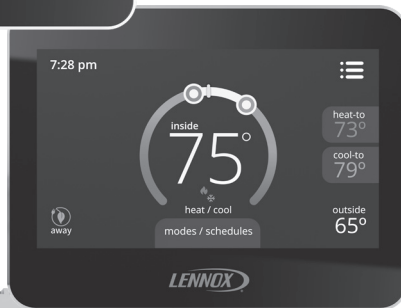 7:28 pm
inside
75°
heat / cool
modes / schedules
heat-to
73°
cool-to
79°
outside
65°
away
LENNOX